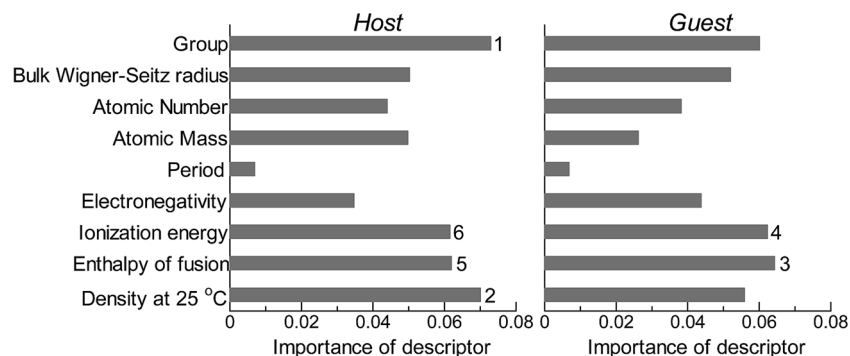 Host Guest
Group 1
Bulk Wigner-Seitz radius
Atomic Number
Atomic Mass
Period
Electronegativity
Ionization energy 6 4
Enthalpy of fusion 5 3
Density at 25 °C 2
0 0.02 0.04 0.06 0.08 0 0.02 0.04 0.06 0.08
Importance of descriptor Importance of descriptor